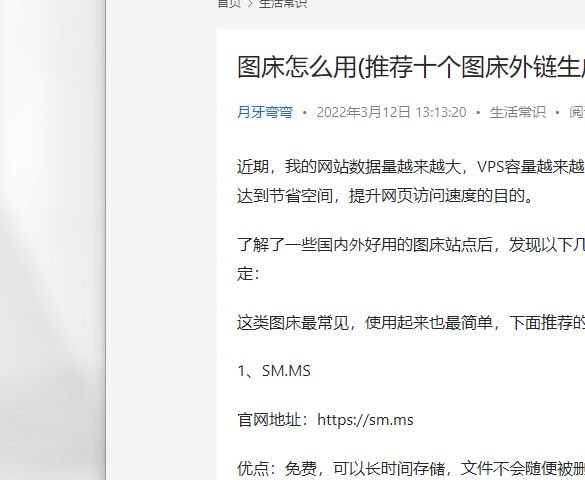 首页 > 生活常识
图床怎么用(推荐十个图床外链生
月牙弯弯 • 2022年3月12日 13:13:20 • 生活常识 • 阅
近期，我的网站数据量越来越大，VPS容量越来越
达到节省空间，提升网页访问速度的目的。
了解了一些国内外好用的图床站点后，发现以下几
定：
这类图床最常见，使用起来也最简单，下面推荐的
1、SM.MS
官网地址：https://sm.ms
优点：免费，可以长时间存储，文件不会随便被删